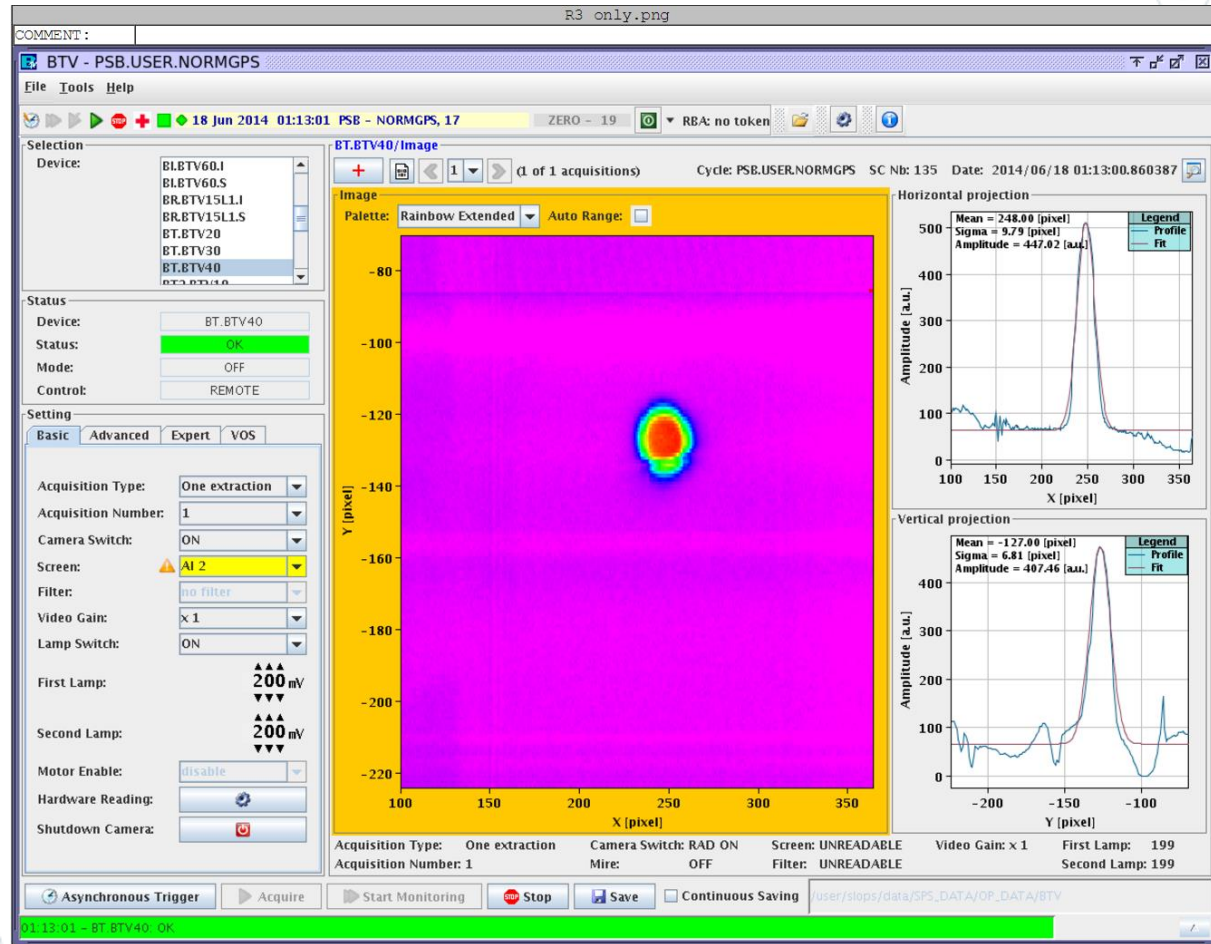 R3 only.png
COMMENT:
BTV - PSB.USER.NORMGPS
File Tools Help
18 Jun 2014 01:13:01 PSB - NORMGPS, 17
ZERO - 19
RBA: no token
Selection
Device:
BI.BTV60.I
BI.BTV60.S
BR.BTV15L1.I
BR.BTV15L1.S
BT.BTV20
BT.BTV30
BT.BTV40
Status
Device: BT.BTV40
Status: OK
Mode: OFF
Control: REMOTE
Setting
Basic Advanced Expert VOS
Acquisition Type: One extraction
Acquisition Number: 1
Camera Switch: ON
Screen: Al 2
Filter: no filter
Video Gain: x 1
Lamp Switch: ON
First Lamp: 200 mV
Second Lamp: 200 mV
Motor Enable: disable
Hardware Reading:
Shutdown Camera:
BT.BTV40/Image
1 (1 of 1 acquisitions) Cycle: PSB.USER.NORMGPS SC Nb: 135 Date: 2014/06/18 01:13:00.860387
Image
Palette: Rainbow Extended Auto Range:
-80
-100
-120
-140
-160
-180
-200
-220
Y [pixel]
100 150 200 250 300 350
X [pixel]
Horizontal projection
Mean = 248.00 [pixel]
Sigma = 9.79 [pixel]
Amplitude = 447.02 [a.u.]
Legend
Profile
Fit
500
400
300
200
100
0
Amplitude [a.u.]
100 150 200 250 300 350
X [pixel]
Vertical projection
Mean = -127.00 [pixel]
Sigma = 6.81 [pixel]
Amplitude = 407.46 [a.u.]
Legend
Profile
Fit
400
300
200
100
0
Amplitude [a.u.]
-200 -150 -100
Y [pixel]
Acquisition Type: One extraction Camera Switch: RAD ON Screen: UNREADABLE Video Gain: x 1 First Lamp: 199
Acquisition Number: 1 Mire: OFF Filter: UNREADABLE Second Lamp: 199
Asynchronous Trigger Acquire Start Monitoring Stop Save Continuous Saving /user/slops/data/SPS_DATA/OP_DATA/BTV
01:13:01 - BT.BTV40: OK